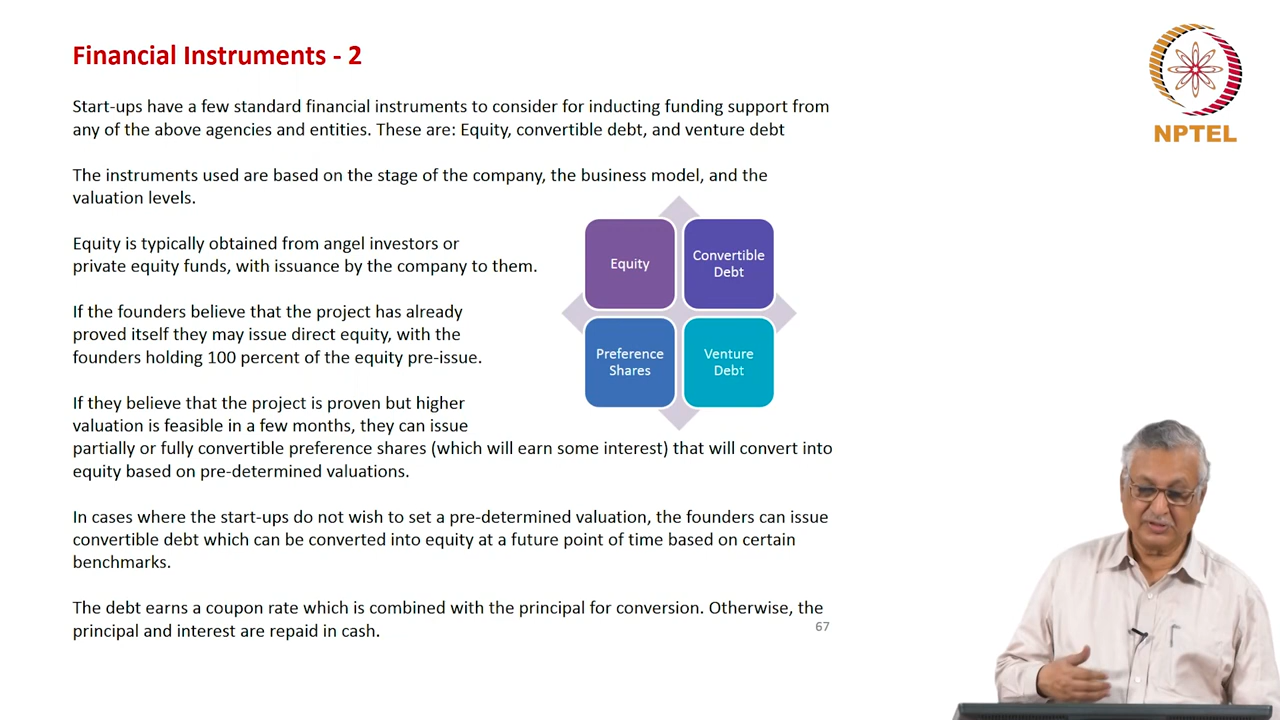 Financial Instruments - 2
NPTEL
Start-ups have a few standard financial instruments to consider for inducting funding support from
any of the above agencies and entities. These are: Equity, convertible debt, and venture debt
The instruments used are based on the stage of the company, the business model, and the
valuation levels.
Equity is typically obtained from angel investors or
private equity funds, with issuance by the company to them.
If the founders believe that the project has already
proved itself they may issue direct equity, with the
founders holding 100 percent of the equity pre-issue.
If they believe that the project is proven but higher
valuation is feasible in a few months, they can issue
partially or fully convertible preference shares (which will earn some interest) that will convert into
equity based on pre-determined valuations.
Equity
Convertible
Debt
Preference
Shares
Venture
Debt
In cases where the start-ups do not wish to set a pre-determined valuation, the founders can issue
convertible debt which can be converted into equity at a future point of time based on certain
benchmarks.
The debt earns a coupon rate which is combined with the principal for conversion. Otherwise, the
principal and interest are repaid in cash.
67